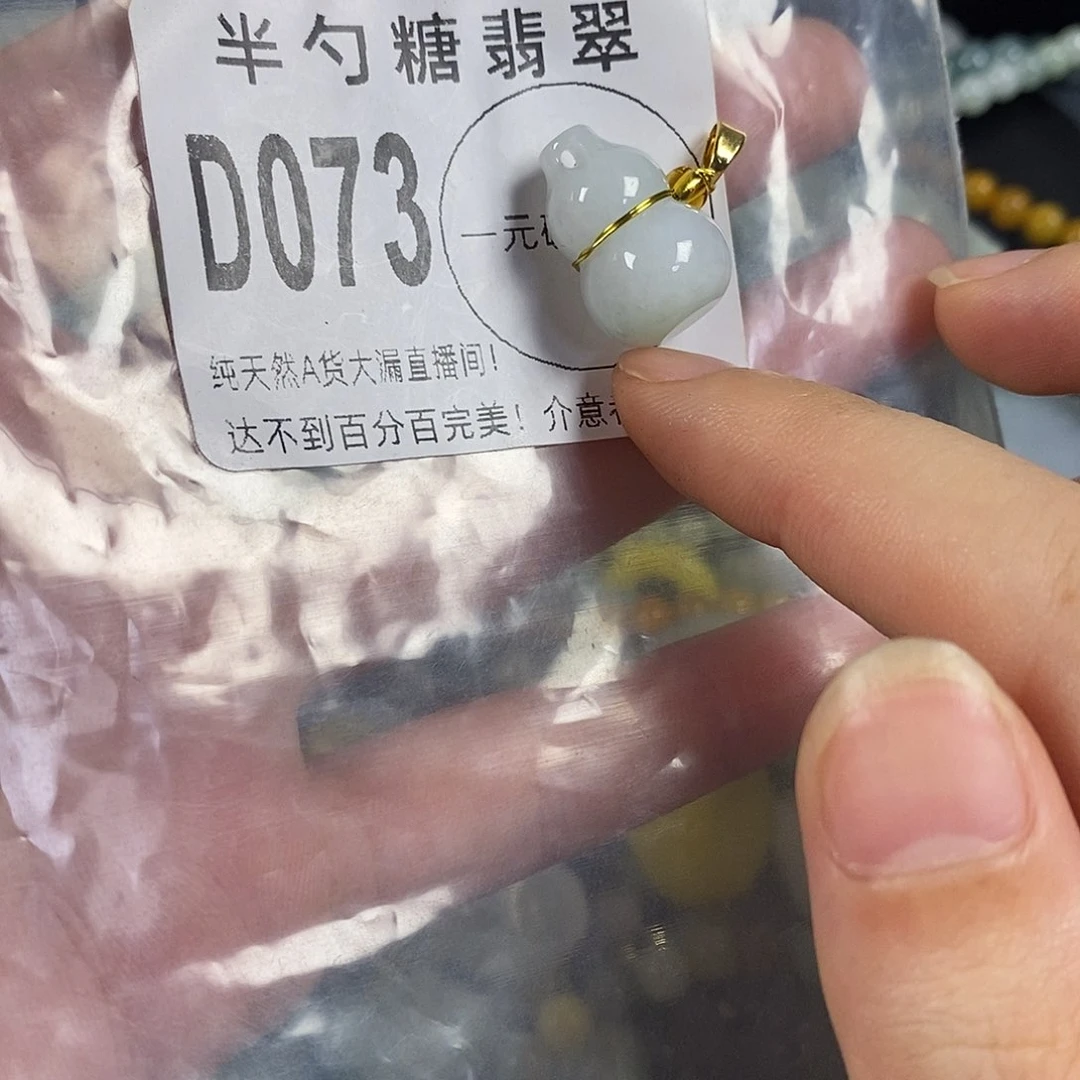 半勺糖翡翠
D073
一元
纯天然A货大漏直播间！
达不到百分百完美！介意